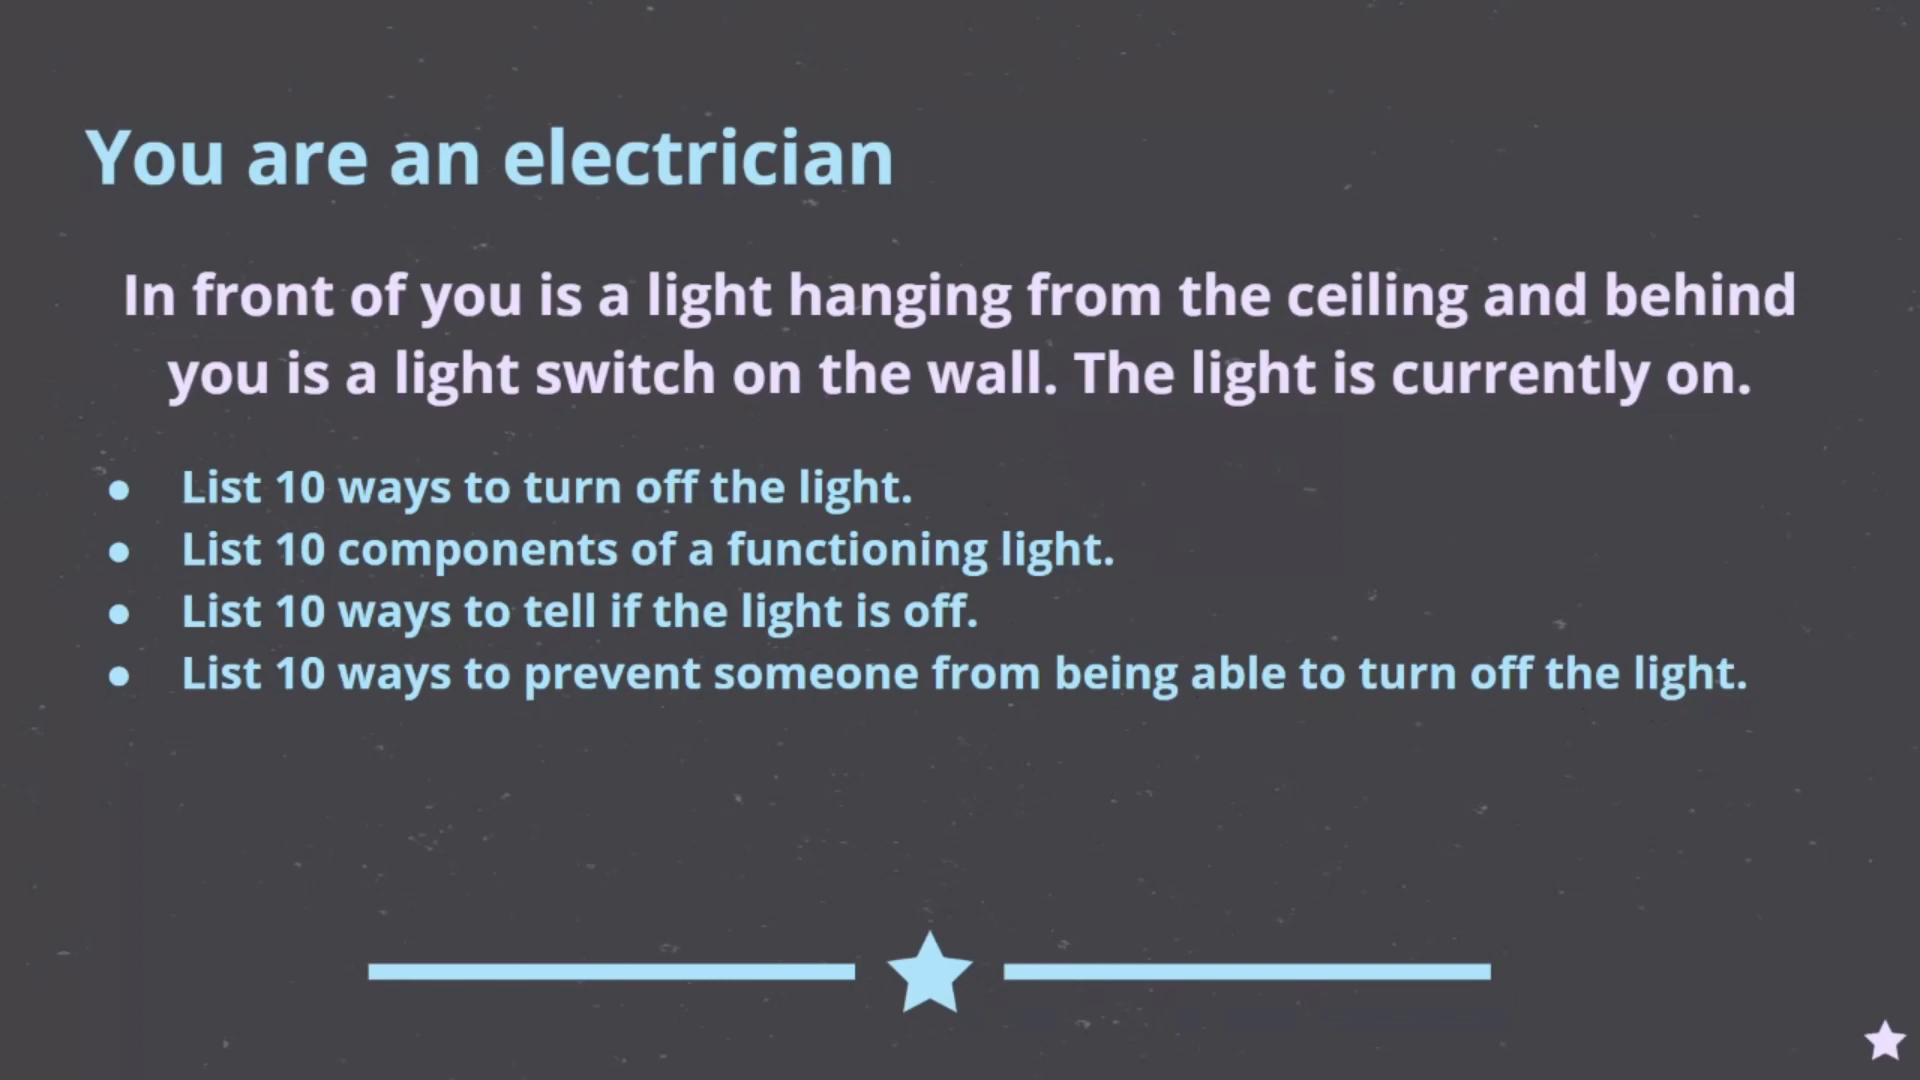 You are an electrician
In front of you is a light hanging from the ceiling and behind
you is a light switch on the wall. The light is currently on.
● List 10 ways to turn off the light.
● List 10 components of a functioning light.
● List 10 ways to tell if the light is off.
● List 10 ways to prevent someone from being able to turn off the light.